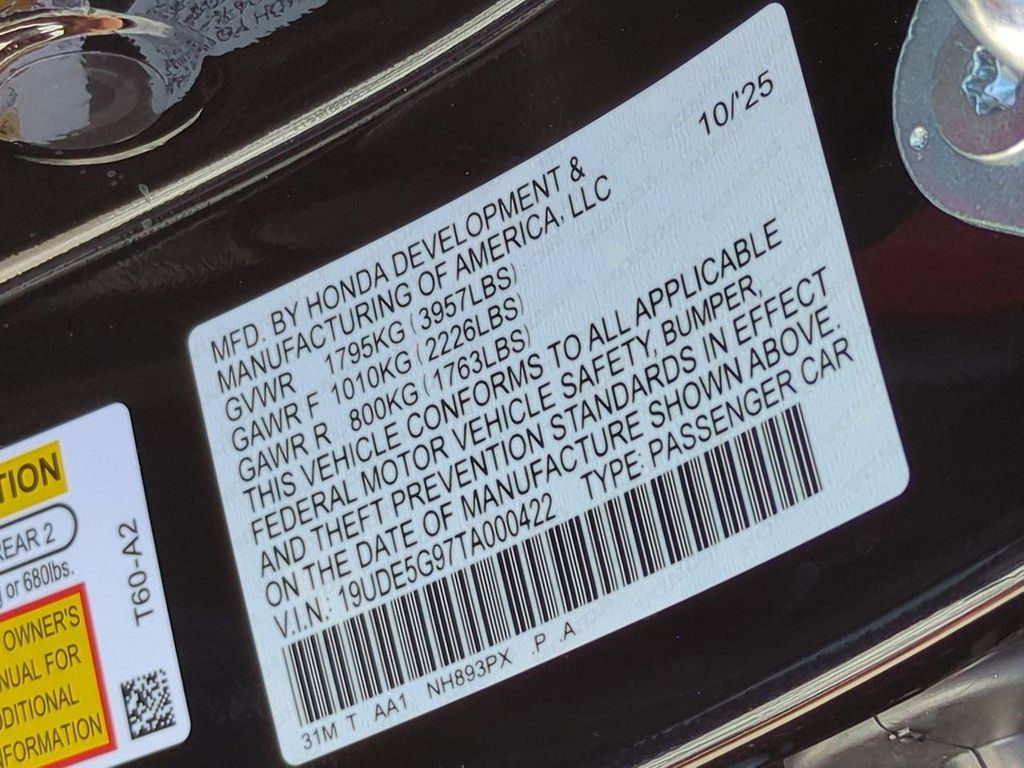 10/'25
MFD. BY HONDA DEVELOPMENT &
MANUFACTURING OF AMERICA, LLC
GVWR 1795KG (3957LBS)
GAWR F 1010KG (2226LBS)
GAWR R 800KG (1763LBS)
THIS VEHICLE CONFORMS TO ALL APPLICABLE
FEDERAL MOTOR VEHICLE SAFETY, BUMPER,
AND THEFT PREVENTION STANDARDS IN EFFECT
ON THE DATE OF MANUFACTURE SHOWN ABOVE.
V.I.N.: 19UDE5G97TA000422 TYPE: PASSENGER CAR
31M T AA1 NH893PX .P .A
TION
REAR 2
or 680lbs.
OWNER'S
NUAL FOR
DDITIONAL
NFORMATION
T60-A2